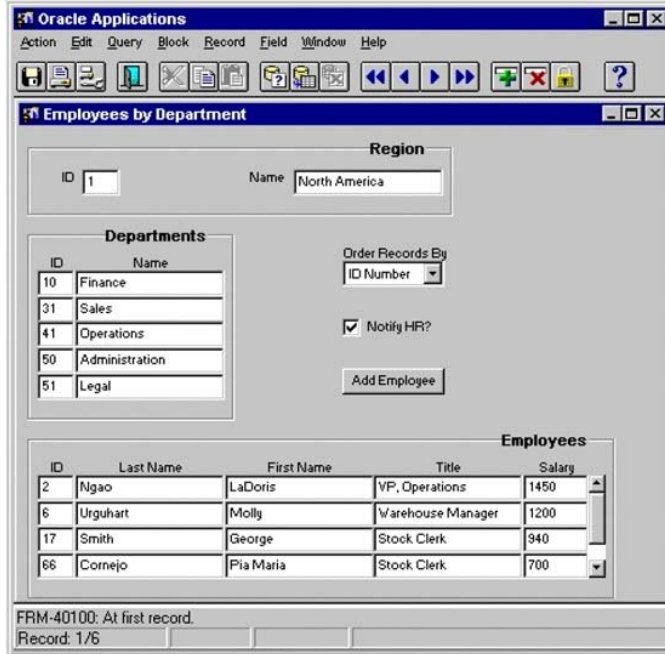 Oracle Applications
Action Edit Query Block Record Field Window Help
Employees by Department
Region
ID 1 Name North America
Departments
ID Name
10 Finance
31 Sales
41 Operations
50 Administration
51 Legal
Order Records By
ID Number
Notify HR?
Add Employee
Employees
ID Last Name First Name Title Salary
2 Ngao LaDoris VP, Operations 1450
6 Urguhart Molly Warehouse Manager 1200
17 Smith George Stock Clerk 940
66 Cornejo Pia Maria Stock Clerk 700
FRM-40100: At first record.
Record: 1/6